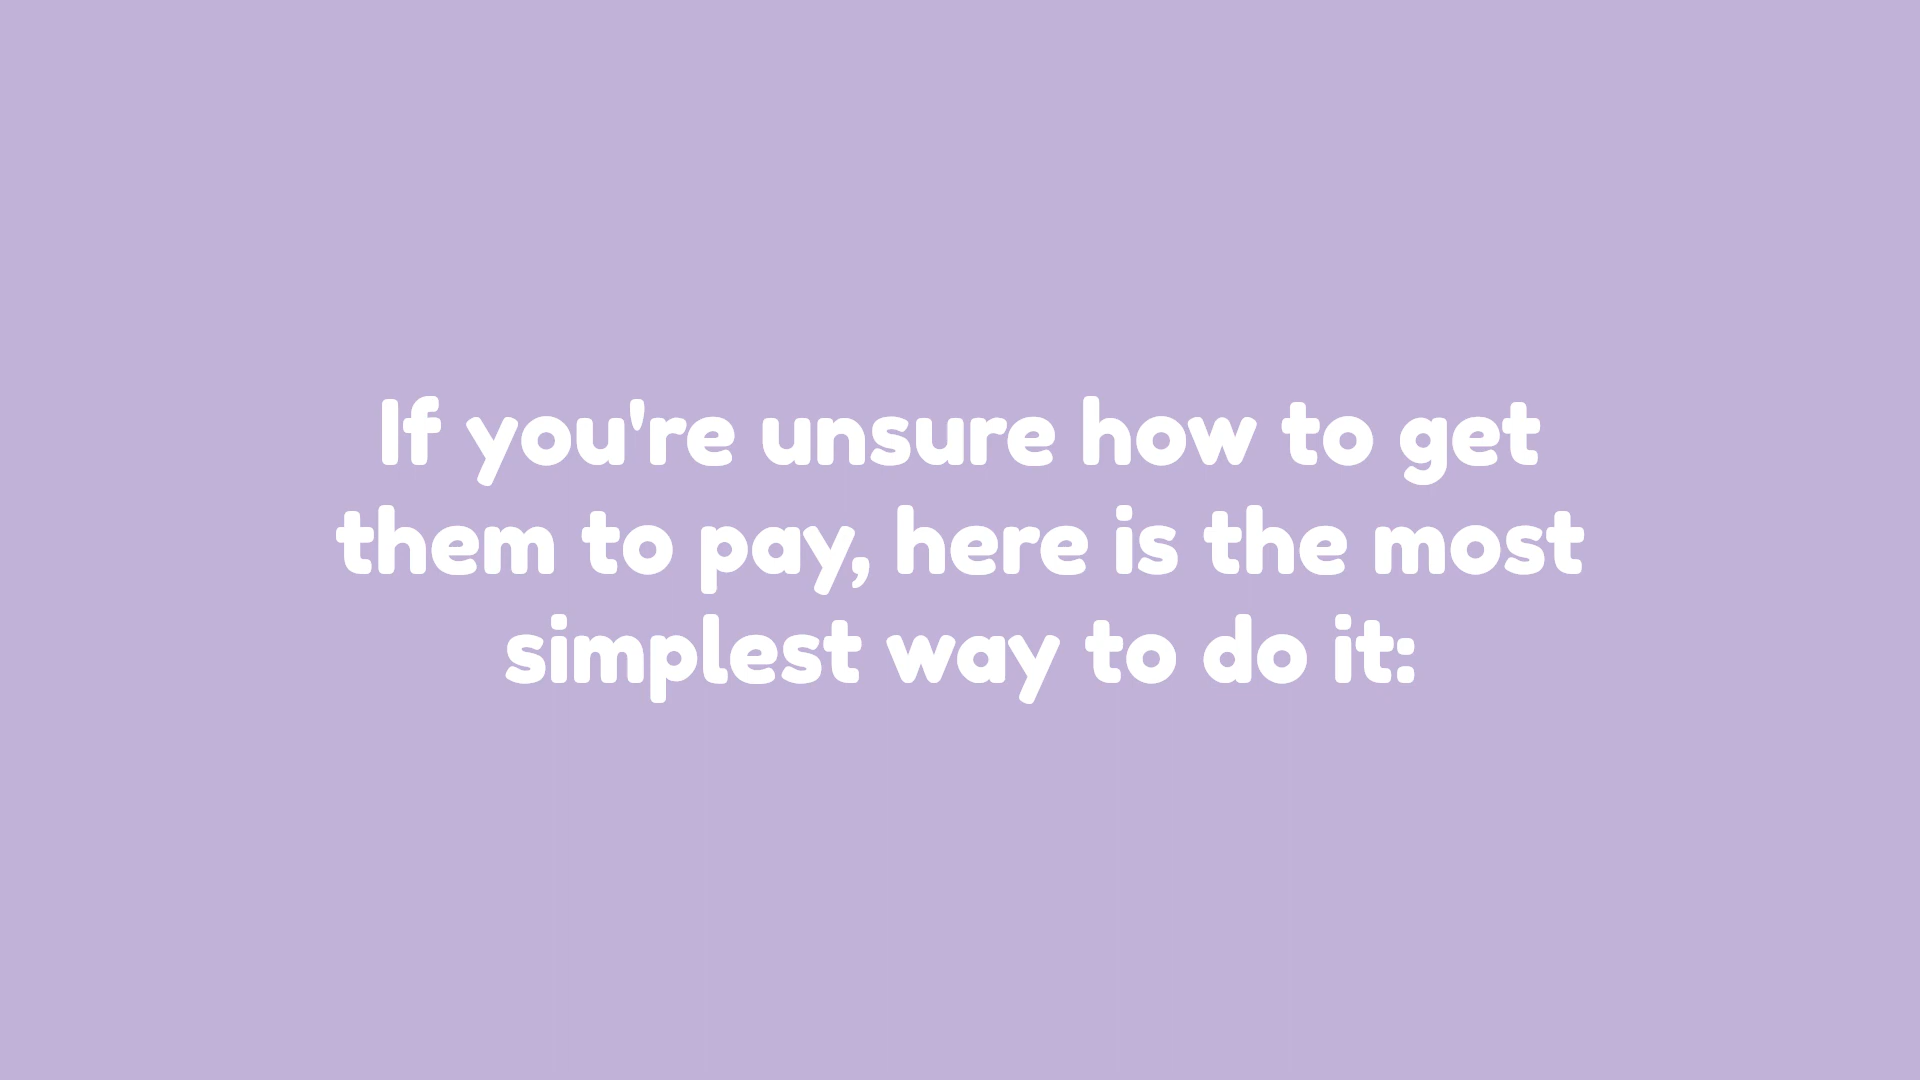 If you're unsure how to get
them to pay, here is the most
simplest way to do it: